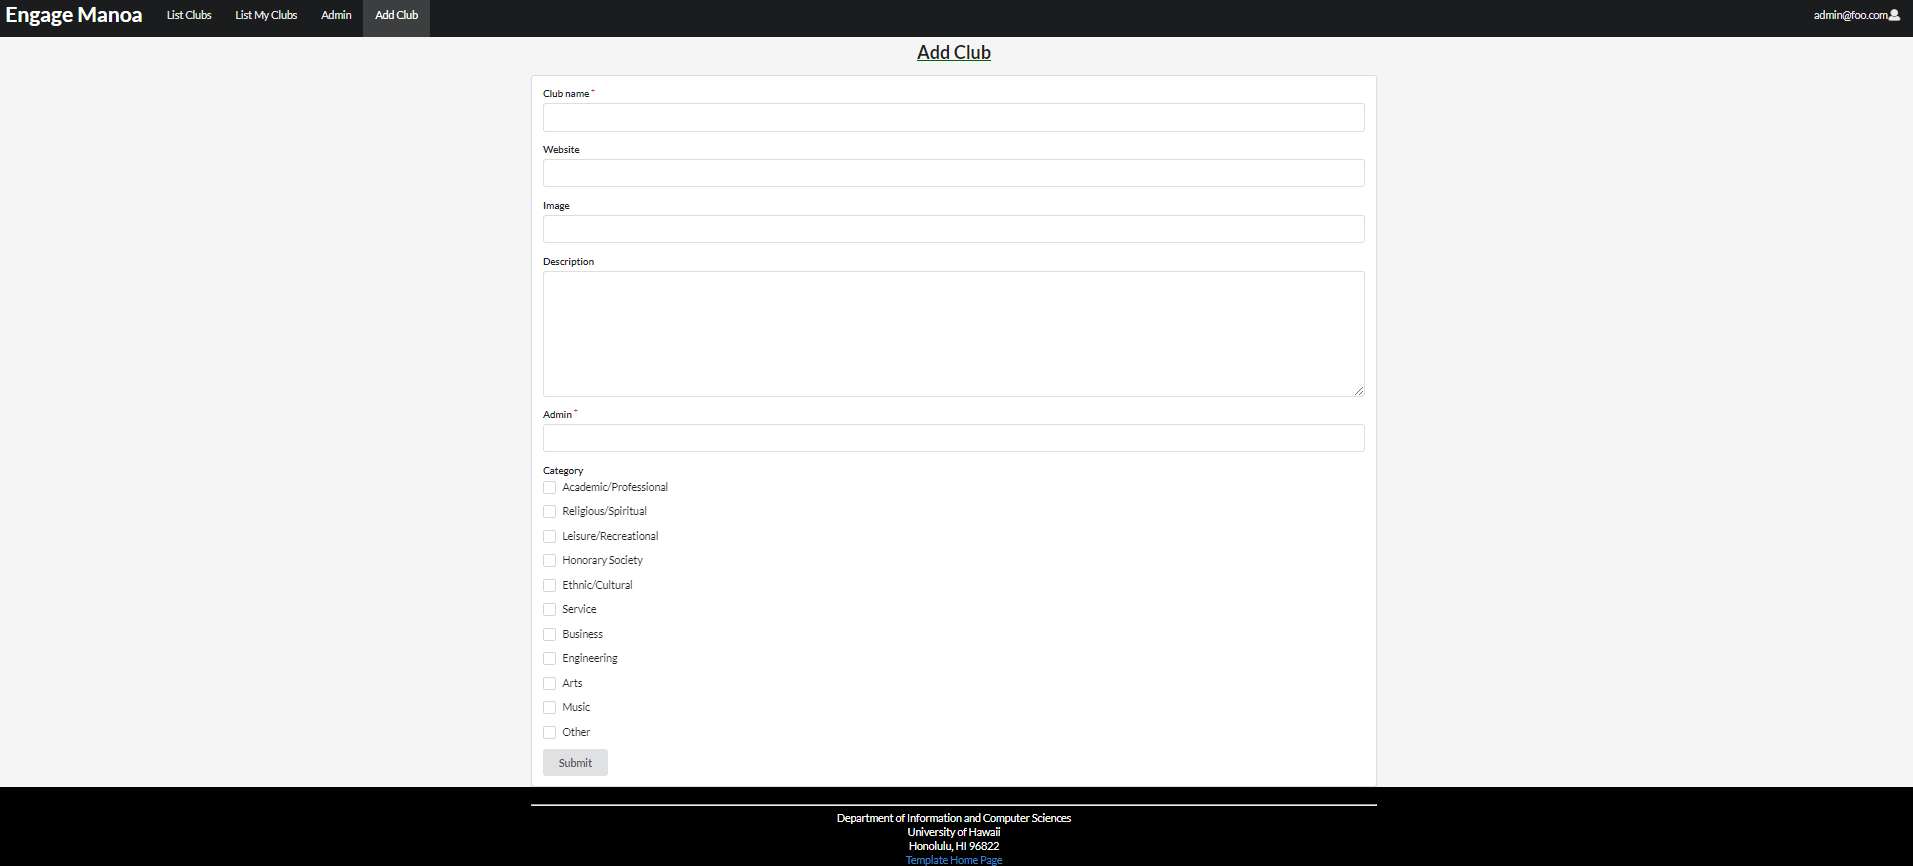 Engage Manoa List Clubs List My Clubs Admin Add Club admin@foo.com
Add Club
Club name *
Website
Image
Description
Admin *
Category
Academic/Professional
Religious/Spiritual
Leisure/Recreational
Honorary Society
Ethnic/Cultural
Service
Business
Engineering
Arts
Music
Other
Submit
Department of Information and Computer Sciences
University of Hawaii
Honolulu, HI 96822
Template Home Page